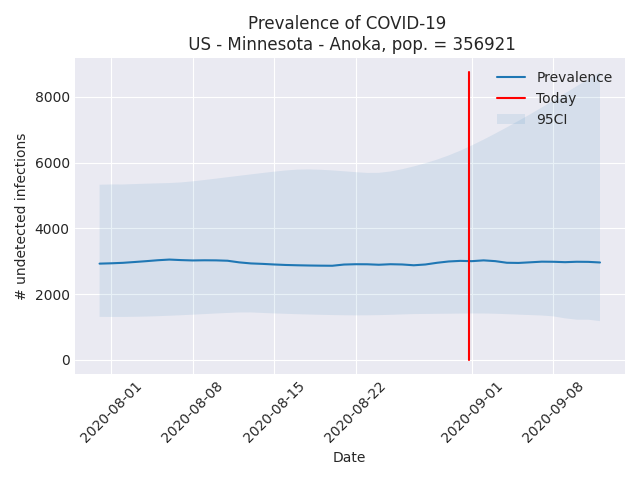 Prevalence of COVID-19
US - Minnesota - Anoka, pop. = 356921
Prevalence
Today
95CI
# undetected infections
8000
6000
4000
2000
0
2020-08-01
2020-08-08
2020-08-15
2020-08-22
2020-09-01
2020-09-08
Date